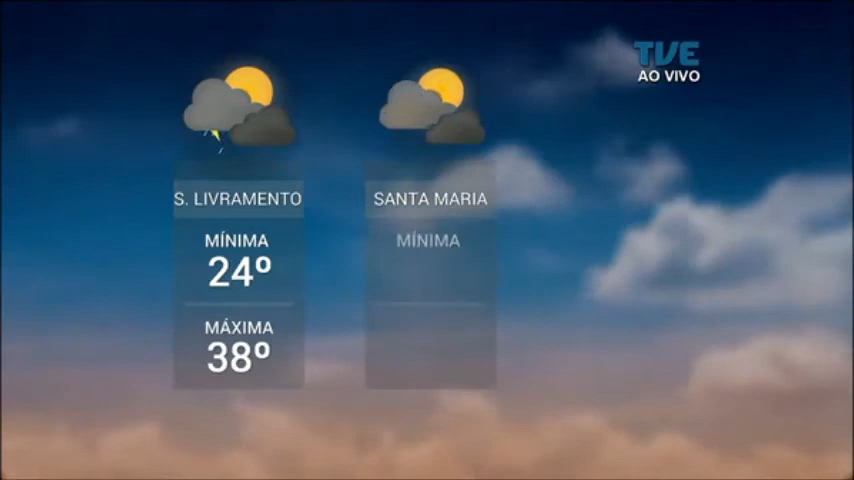 TVE
AO VIVO
S. LIVRAMENTO
MÍNIMA
24º
MÁXIMA
38º
SANTA MARIA
MÍNIMA